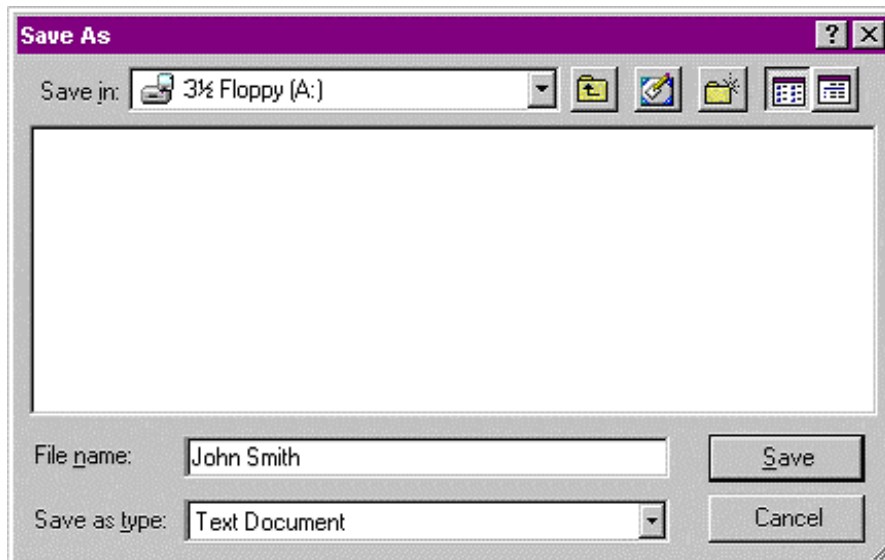 Save As
Save in: 3½ Floppy (A:)
File name: John Smith Save
Save as type: Text Document Cancel